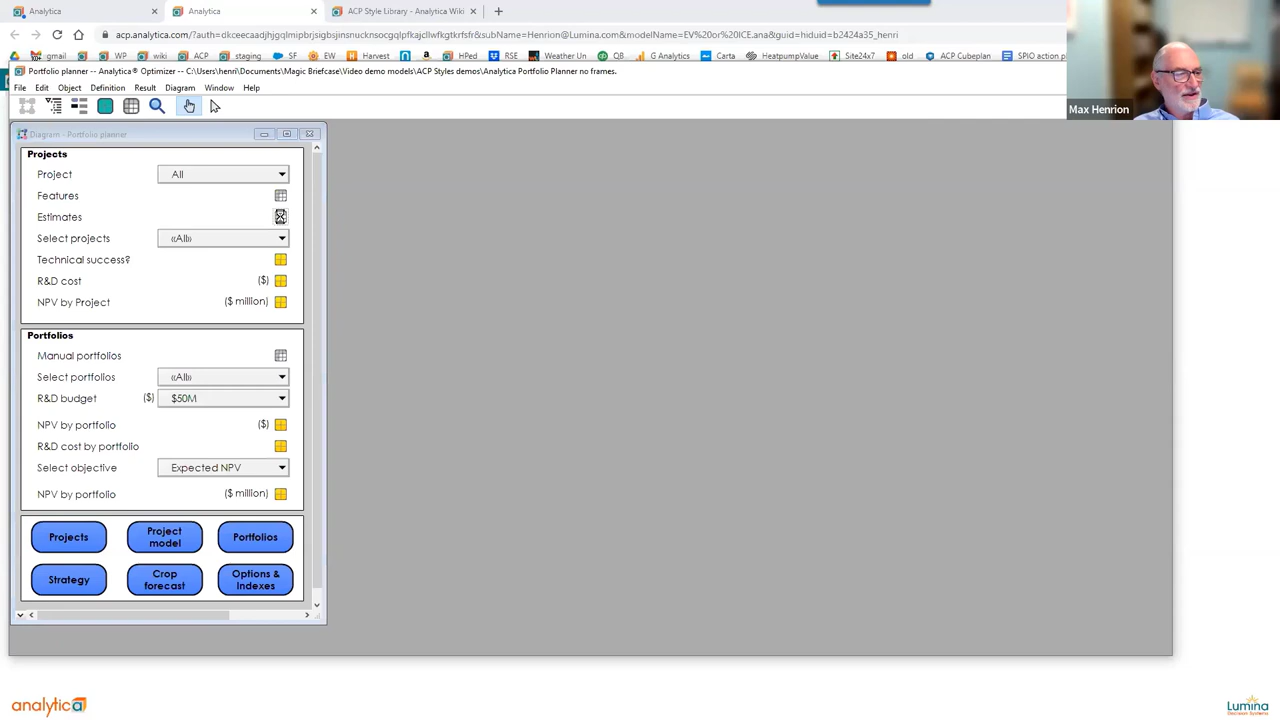 Analytica
Analytica
ACP Style Library - Analytica Wiki
acp.analytica.com/?auth=dkceecaadjhjgqlmipbrjsigbsjinsnucknsocgqlpfkajcllwfkgtkrfsfr&subName=Henrion@Lumina.com&modelName=EV%20or%20ICE.ana&guid=hiduid=b2424a35_henri
gmail WP wiki ACP staging EW Harvest Weather Un HPed RSE QB G Analytics Carta HeatpumpValue Site24x7 old ACP Cubeplan SPIO action p
Portfolio planner -- Analytica® Optimizer -- C:\Users\henri\Documents\Magic Briefcase\Video demo models\ACP Styles demos\Analytica Portfolio Planner no frames.
File Edit Object Definition Result Diagram Window Help
Max Henrion
Diagram - Portfolio planner
Projects
Project All
Features
Estimates
Select projects «All»
Technical success?
R&D cost ($)
NPV by Project ($ million)
Portfolios
Manual portfolios
Select portfolios «All»
R&D budget ($) $50M
NPV by portfolio ($)
R&D cost by portfolio
Select objective Expected NPV
NPV by portfolio ($ million)
Projects
Project model
Portfolios
Strategy
Crop forecast
Options & Indexes
analytica
Lumina